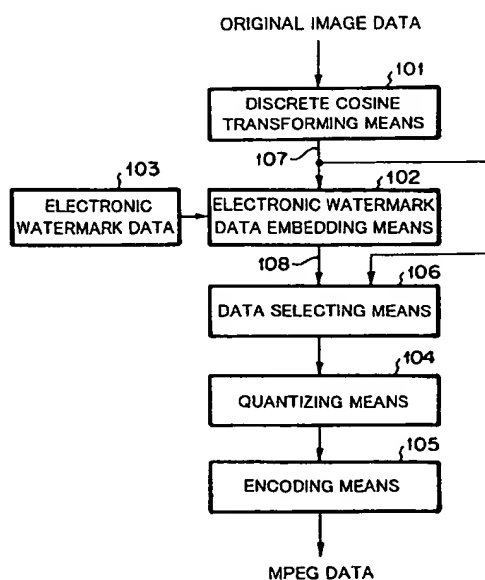 ORIGINAL IMAGE DATA
101
DISCRETE COSINE
TRANSFORMING MEANS
107
103
102
ELECTRONIC
WATERMARK DATA
ELECTRONIC WATERMARK
DATA EMBEDDING MEANS
108
106
DATA SELECTING MEANS
104
QUANTIZING MEANS
105
ENCODING MEANS
MPEG DATA